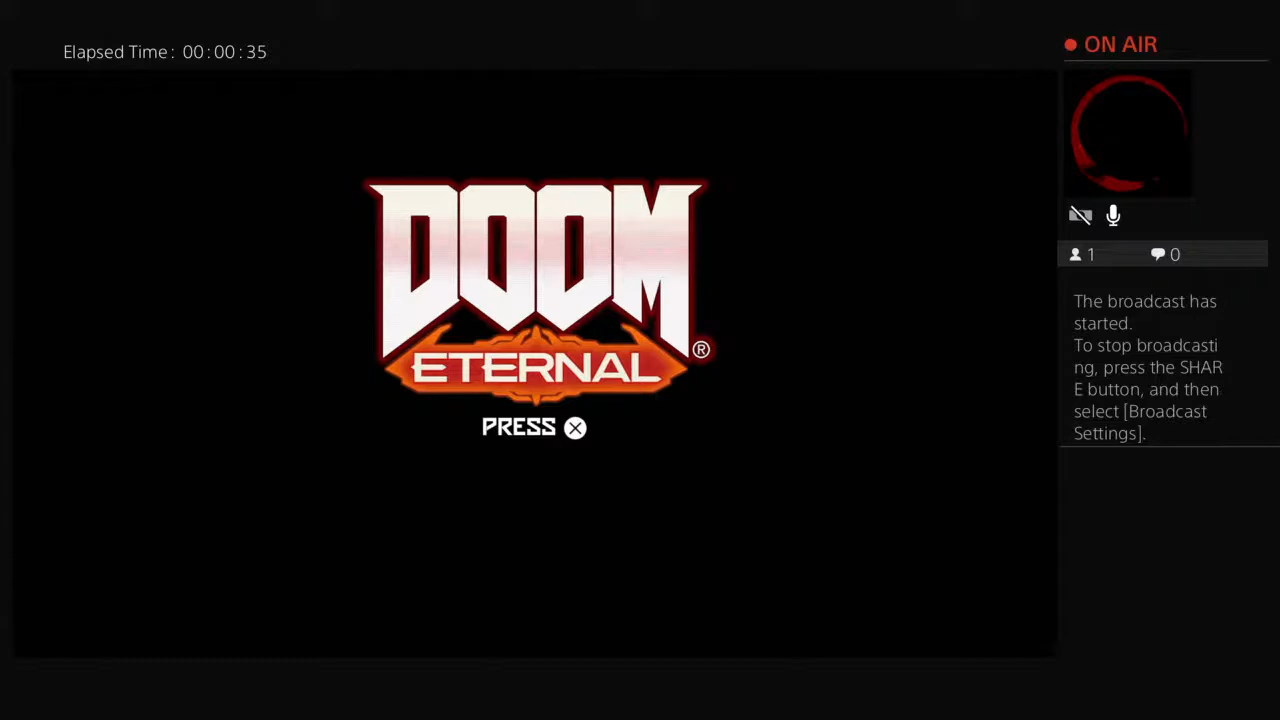 Elapsed Time: 00:00:35
ON AIR
DOOM
ETERNAL®
PRESS
1 0
The broadcast has
started.
To stop broadcasti
ng, press the SHAR
E button, and then
select [Broadcast
Settings].